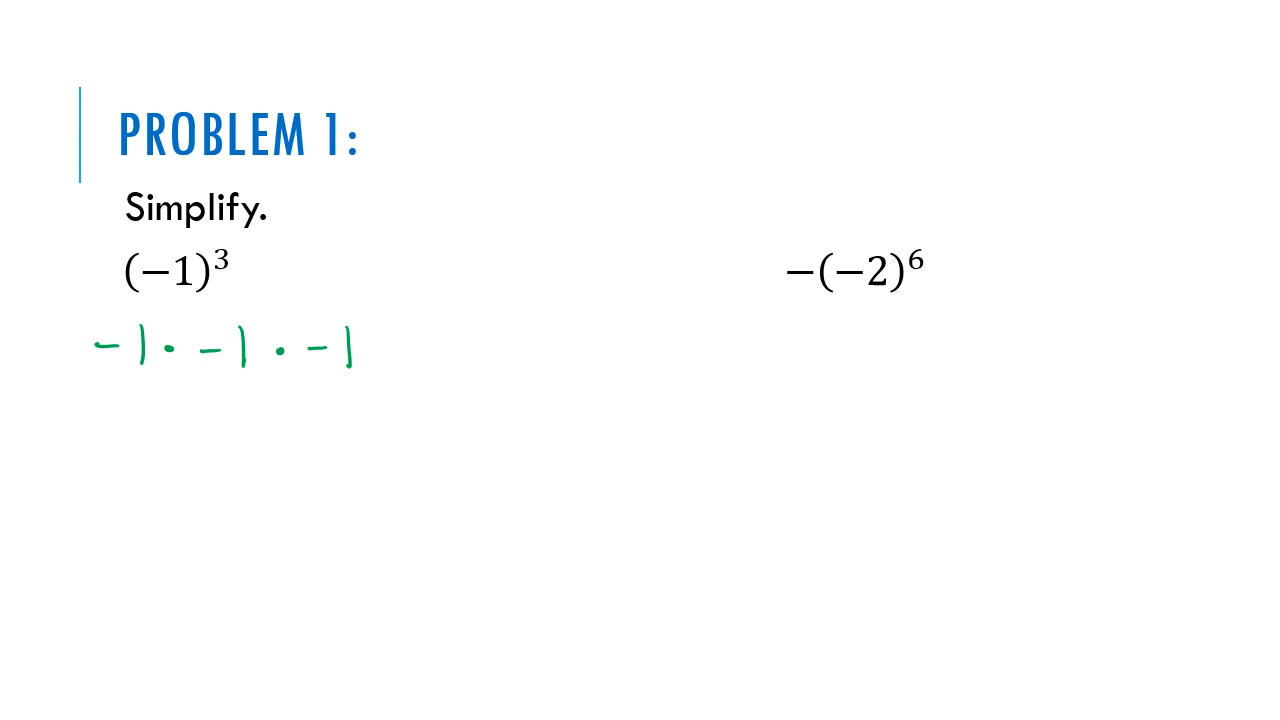 PROBLEM 1:
Simplify.
(−1)³ −(−2)⁶
-1 · -1 · -1